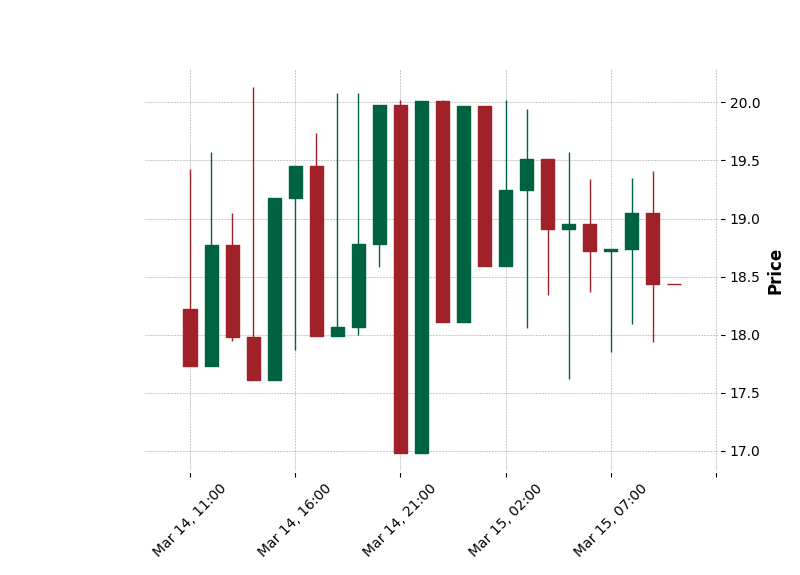 20.0
19.5
19.0
18.5
18.0
17.5
17.0
Price
Mar 14, 11:00
Mar 14, 16:00
Mar 14, 21:00
Mar 15, 02:00
Mar 15, 07:00